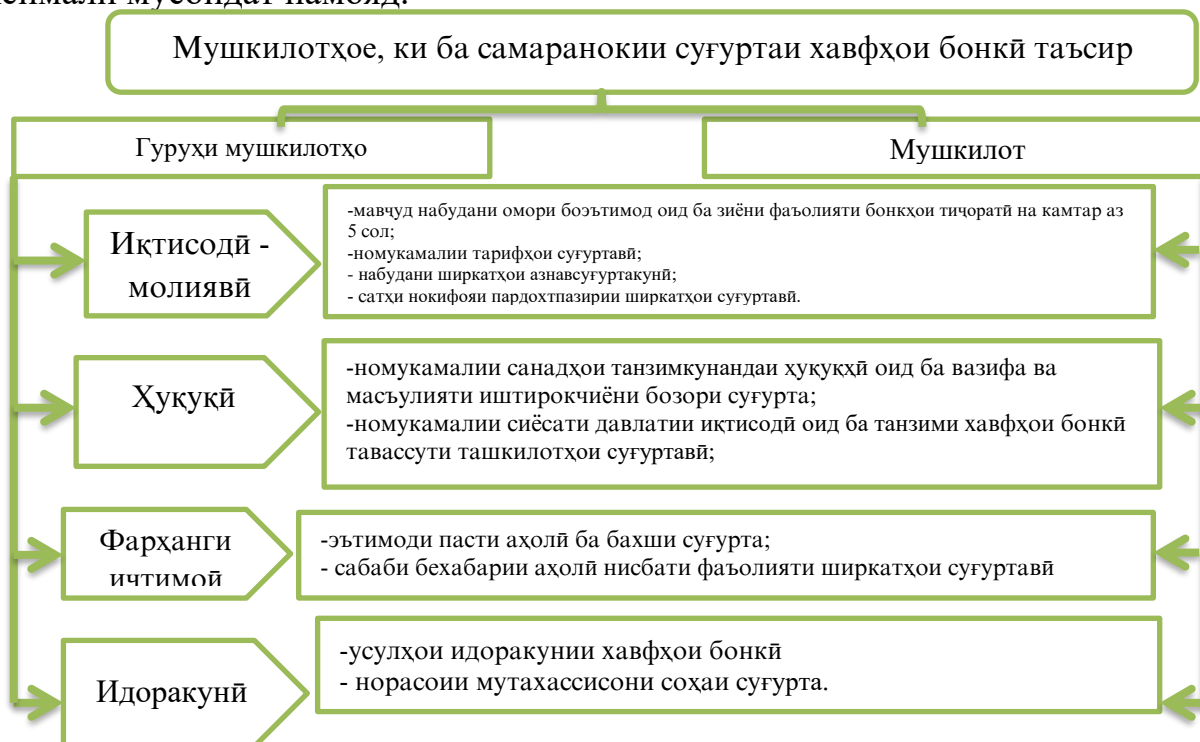 Мушкилотҳое, ки ба самаранокии суғуртаи хавфҳои бонкӣ таъсир
Гуруҳи мушкилотҳо
Мушкилот
Иқтисодӣ -
молиявӣ
-мавҷуд набудани омори боэътимод оид ба зиёни фаъолияти бонкҳои тиҷоратӣ на камтар аз
5 сол;
-номукамалии тарифҳои суғуртавӣ;
- набудани ширкатҳои азнавсуғуртакунӣ;
- сатҳи нокифояи пардохтпазирии ширкатҳои суғуртавӣ.
Ҳуқуқӣ
-номукамалии санадҳои танзимкунандаи ҳуқуқҳӣ оид ба вазифа ва
масъулияти иштирокчиёни бозори суғурта;
-номукамалии сиёсати давлатии иқтисодӣ оид ба танзими хавфҳои бонкӣ
тавассути ташкилотҳои суғуртавӣ;
Фарҳанги
иҷтимоӣ
-эътимоди пасти аҳолӣ ба бахши суғурта;
- сабаби бехабарии аҳолӣ нисбати фаъолияти ширкатҳои суғуртавӣ
Идоракунӣ
-усулҳои идоракунии хавфҳои бонкӣ
- норасоии мутахассисони соҳаи суғурта.